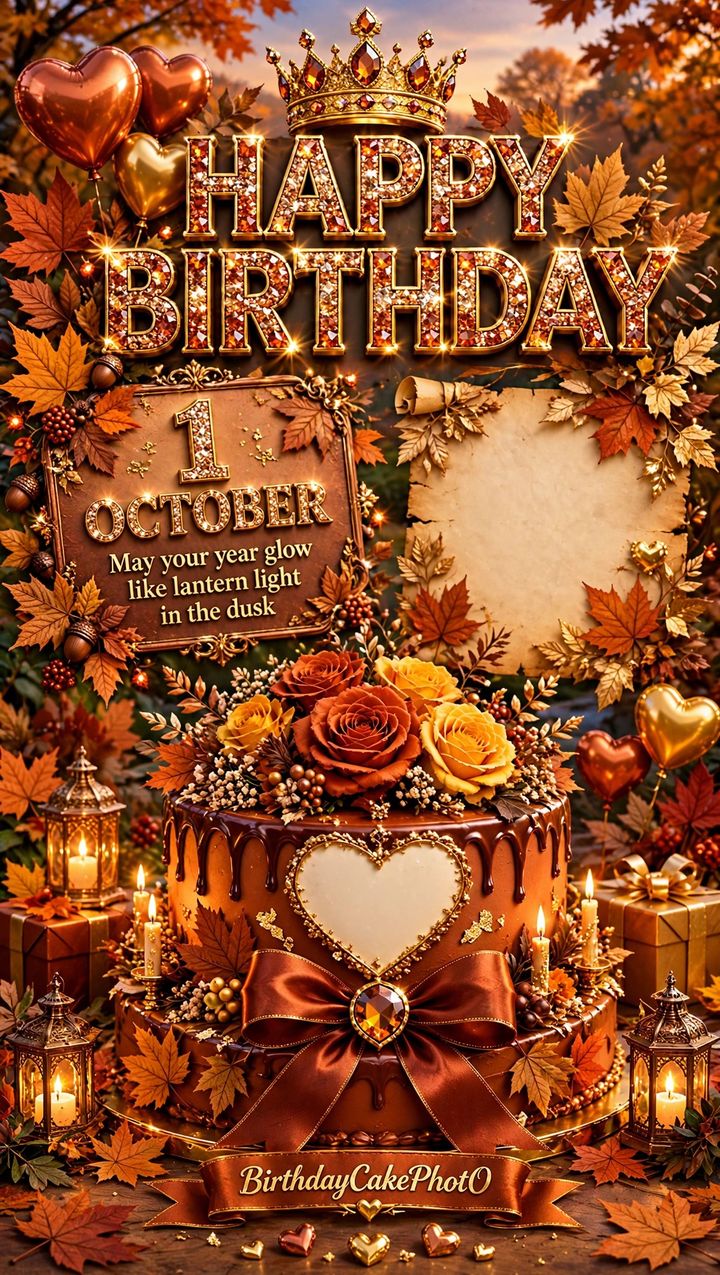 HAPPY
BIRTHDAY
1
OCTOBER
May your year glow
like lantern light
in the dusk
BirthdayCakePhotO